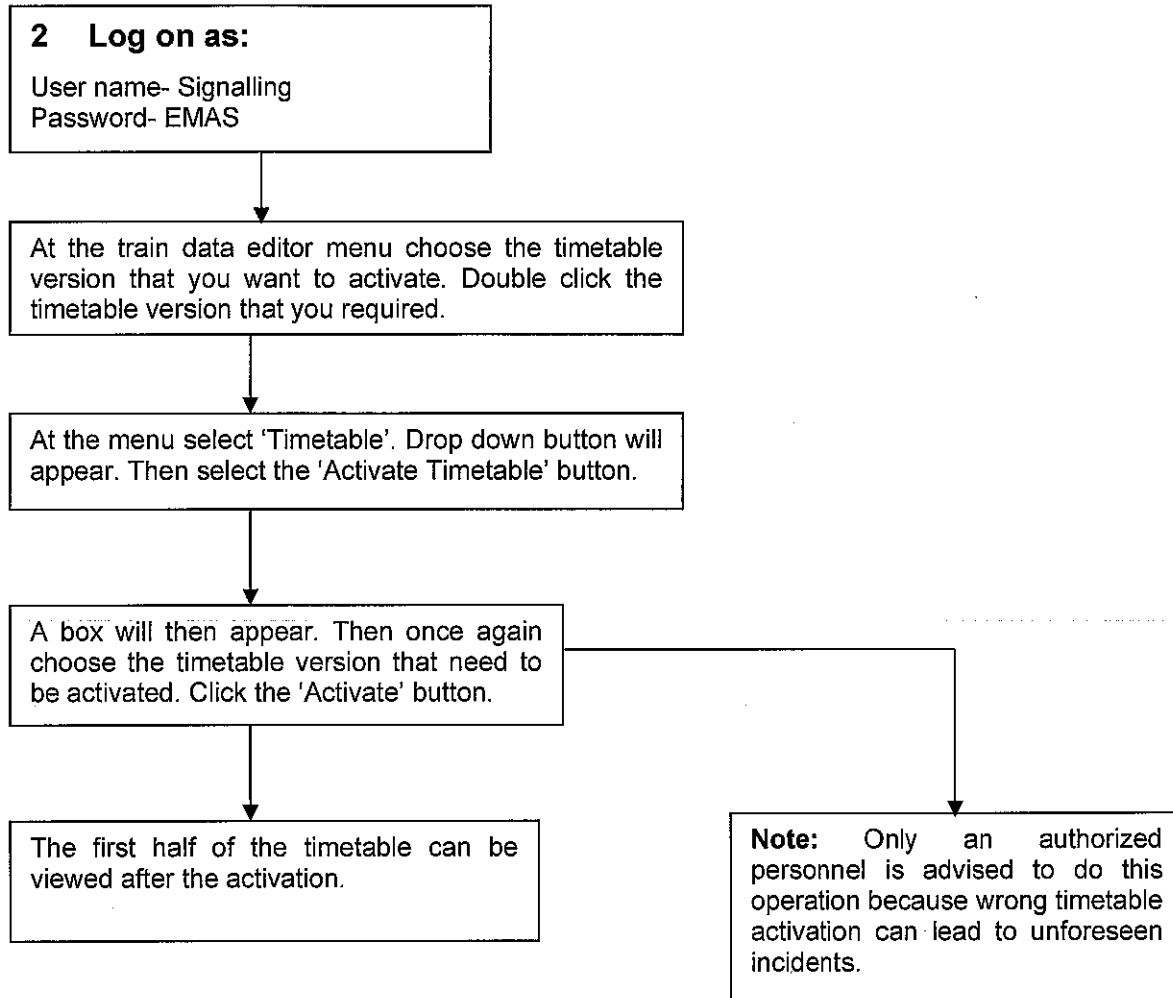 2 Log on as:
User name- Signalling
Password- EMAS
At the train data editor menu choose the timetable
version that you want to activate. Double click the
timetable version that you required.
At the menu select 'Timetable'. Drop down button will
appear. Then select the 'Activate Timetable' button.
A box will then appear. Then once again
choose the timetable version that need to
be activated. Click the 'Activate' button.
The first half of the timetable can be
viewed after the activation.
Note: Only an authorized
personnel is advised to do this
operation because wrong timetable
activation can lead to unforeseen
incidents.